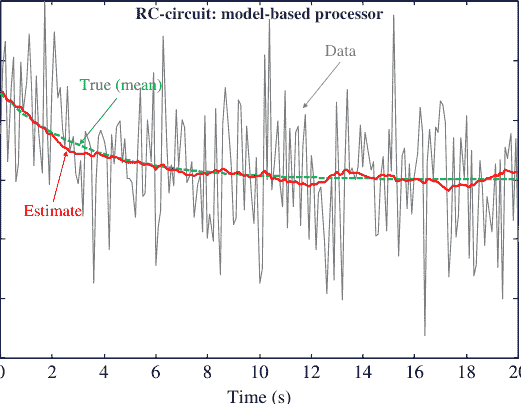 RC-circuit: model-based processor
Data
True (mean)
Estimate
0 2 4 6 8 10 12 14 16 18 20
Time (s)